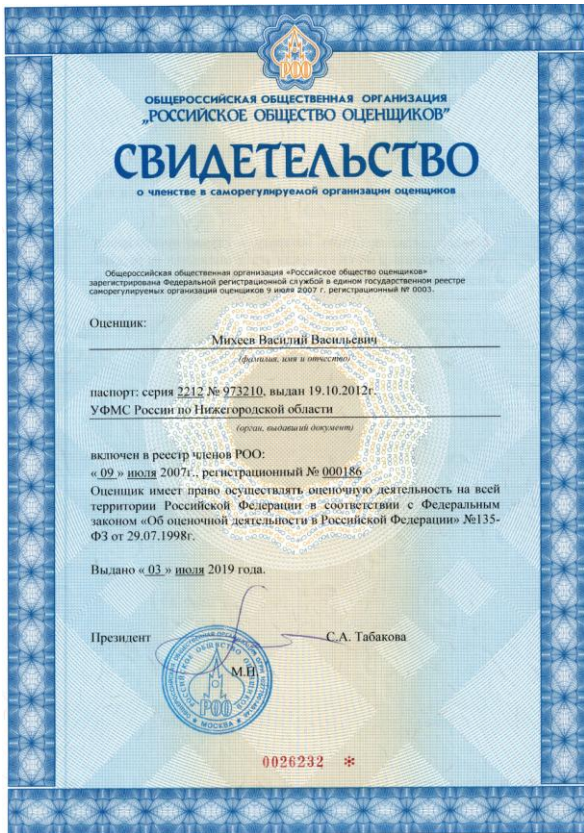 РОО
ОБЩЕРОССИЙСКАЯ ОБЩЕСТВЕННАЯ ОРГАНИЗАЦИЯ
„РОССИЙСКОЕ ОБЩЕСТВО ОЦЕНЩИКОВ”
СВИДЕТЕЛЬСТВО
о членстве в саморегулируемой организации оценщиков
Общероссийская общественная организация «Российское общество оценщиков»
зарегистрирована Федеральной регистрационной службой в едином государственном реестре
саморегулируемых организаций оценщиков 9 июля 2007 г. регистрационный № 0003.
Оценщик:
Михеев Василий Васильевич
(фамилия, имя и отчество)
паспорт: серия 2212 № 973210, выдан 19.10.2012г.
УФМС России по Нижегородской области
(орган, выдавший документ)
включен в реестр членов РОО:
« 09 » июля 2007г., регистрационный № 000186
Оценщик имеет право осуществлять оценочную деятельность на всей
территории Российской Федерации в соответствии с Федеральным
законом «Об оценочной деятельности в Российской Федерации» №135-
ФЗ от 29.07.1998г.
Выдано « 03 » июля 2019 года.
Президент С.А. Табакова
М.П.
РОССИЙСКОЕ ОБЩЕСТВО ОЦЕНЩИКОВ
РОО
МОСКВА
0026232 *